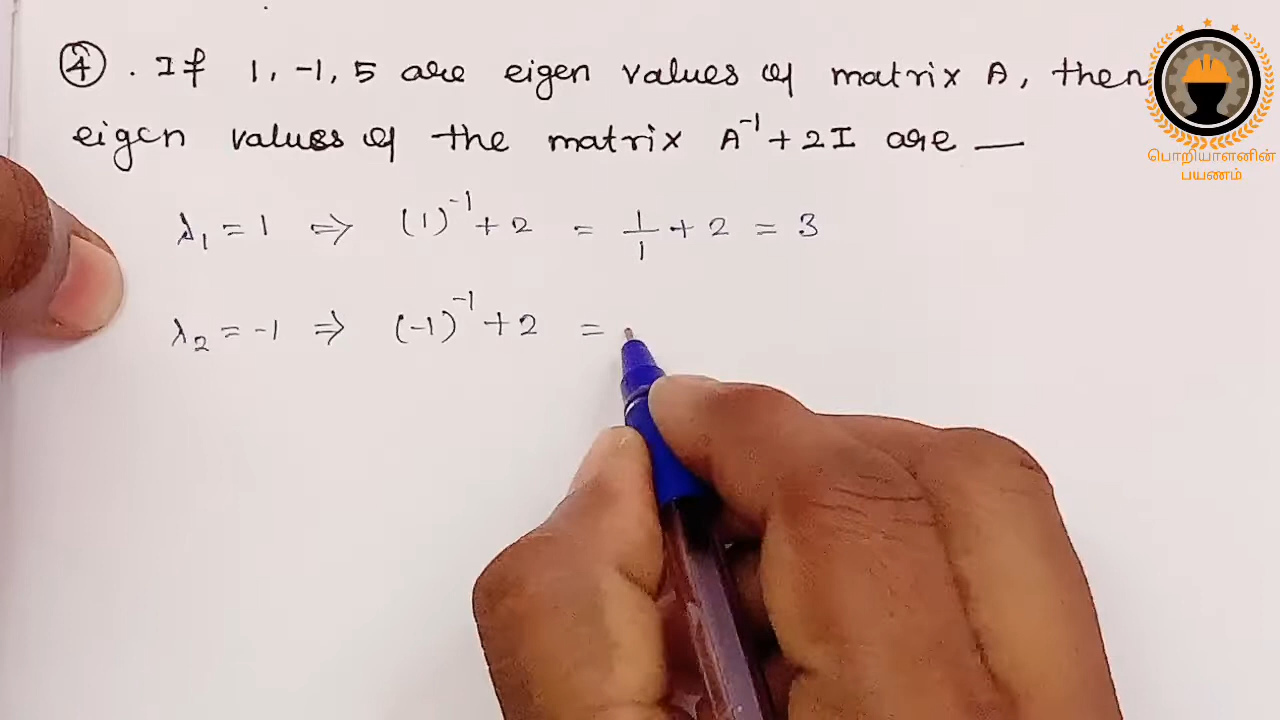 ④. If 1, -1, 5 are eigen values of matrix A, then
eigen values of the matrix A⁻¹ + 2I are —
λ₁ = 1 ⇒ (1)⁻¹ + 2 = 1/1 + 2 = 3
λ₂ = -1 ⇒ (-1)⁻¹ + 2 =
பொறியாளனின்
பயணம்